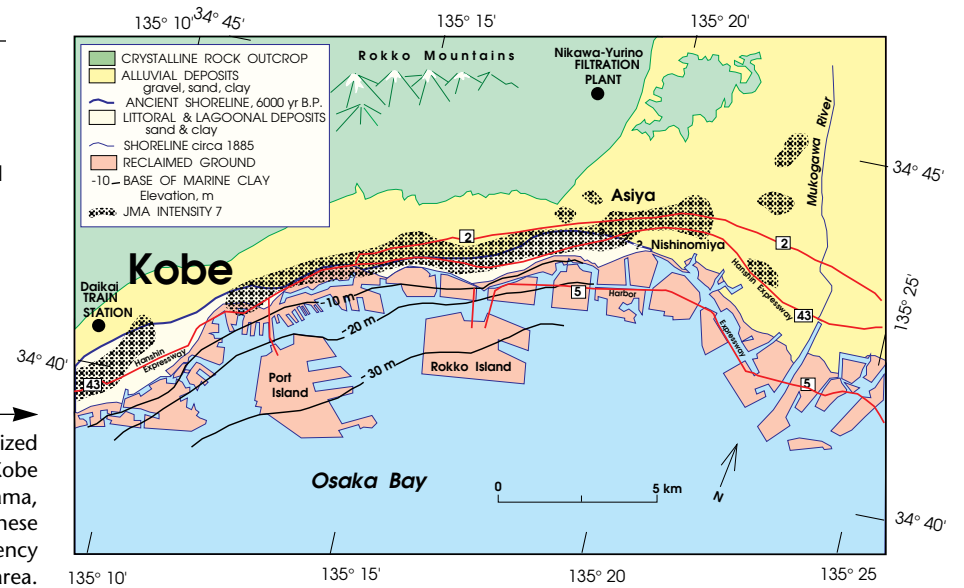 135° 10'
34° 45'
135° 15'
135° 20'
CRYSTALLINE ROCK OUTCROP
ALLUVIAL DEPOSITS
gravel, sand, clay
ANCIENT SHORELINE, 6000 yr B.P.
LITTORAL & LAGOONAL DEPOSITS
sand & clay
SHORELINE circa 1885
RECLAIMED GROUND
-10 BASE OF MARINE CLAY
Elevation, m
JMA INTENSITY 7
Rokko Mountains
Nikawa-Yurino
FILTRATION
PLANT
Mukogawa River
34° 45'
Asiya
2
2
Nishinomiya
2
Kobe
Daikai
TRAIN
STATION
Hanshin
Expressway
43
Hanshin Expressway
43
135° 25'
5
Harbor
Expressway
5
-10 m
-20 m
-30 m
34° 40'
Port
Island
Rokko Island
Osaka Bay
0
5 km
N
34° 40'
135° 10'
135° 15'
135° 20'
135° 25'
ized
Kobe
ama,
nese
ency
area.